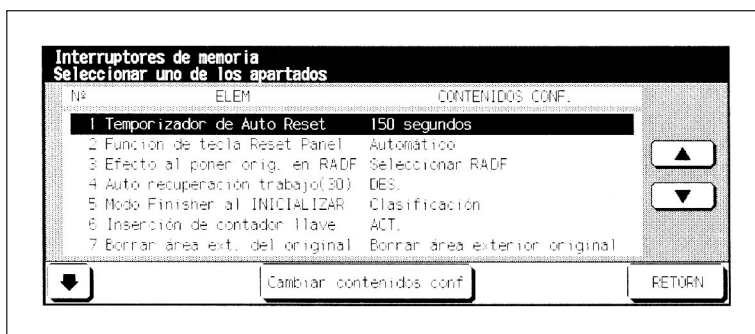 Interruptores de memoria
Seleccionar uno de los apartados
Nº ELEM CONTENIDOS CONF.
1 Temporizador de Auto Reset 150 segundos
2 Función de tecla Reset Panel Automático
3 Efecto al poner orig. en RADF Seleccionar RADF
4 Auto recuperación trabajo(30) DES.
5 Modo Finisher al INICIALIZAR Clasificación
6 Inserción de contador llave ACT.
7 Borrar área ext. del original Borrar área exterior original
Cambiar contenidos conf RETORN